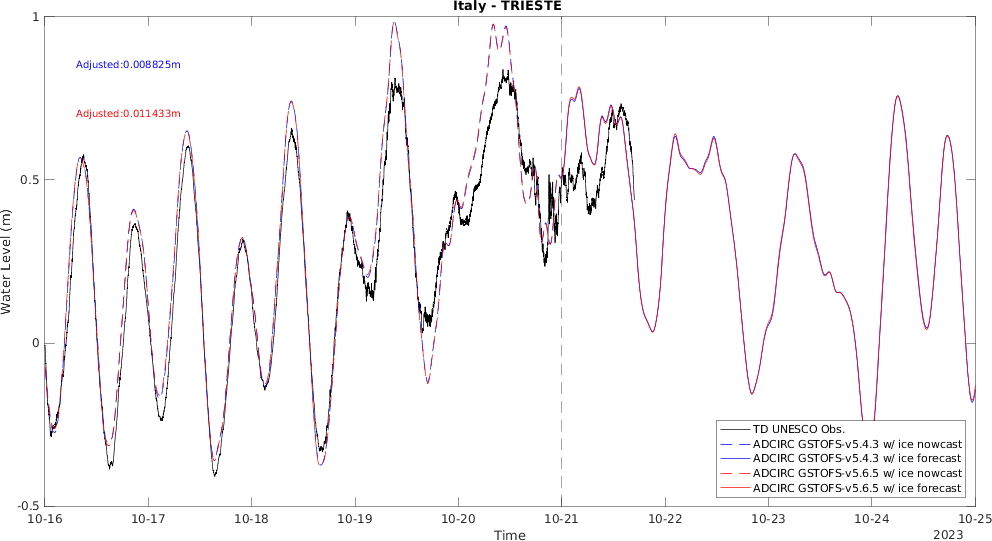 Italy - TRIESTE
Adjusted:0.008825m
Adjusted:0.011433m
Water Level (m)
1
0.5
0
-0.5
10-16 10-17 10-18 10-19 10-20 10-21 10-22 10-23 10-24 10-25
Time
2023
TD UNESCO Obs.
ADCIRC GSTOFS-v5.4.3 w/ ice nowcast
ADCIRC GSTOFS-v5.4.3 w/ ice forecast
ADCIRC GSTOFS-v5.6.5 w/ ice nowcast
ADCIRC GSTOFS-v5.6.5 w/ ice forecast